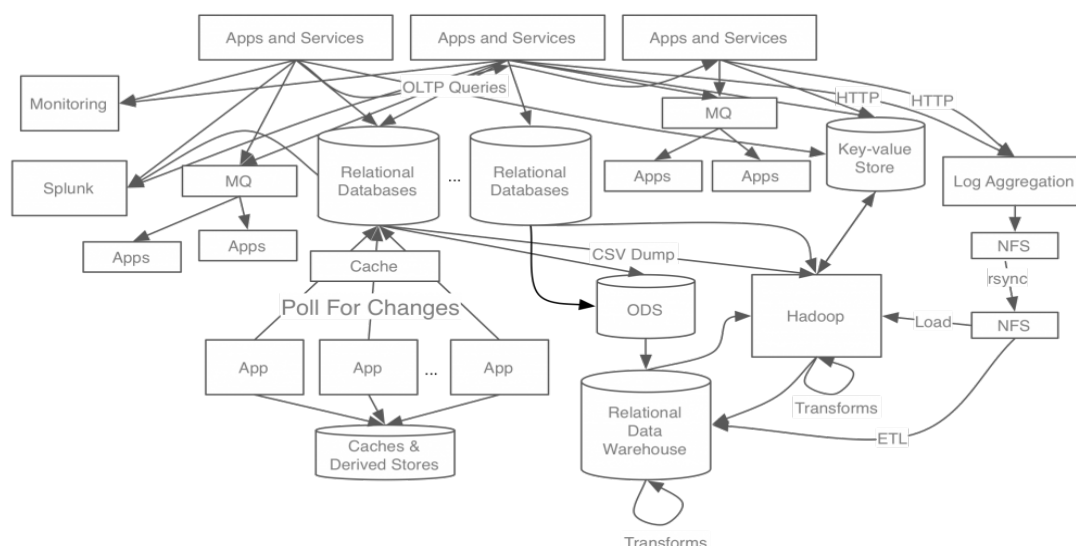 Apps and Services
Apps and Services
Apps and Services
Monitoring
OLTP Queries
MQ
HTTP
HTTP
Splunk
MQ
Relational
Databases
...
Relational
Databases
Apps
Apps
Key-value
Store
Log Aggregation
Apps
Apps
Cache
CSV Dump
NFS
rsync
Poll For Changes
ODS
Hadoop
Load
NFS
App
App
...
App
Transforms
Relational
Data
Warehouse
ETL
Caches &
Derived Stores
Transforms